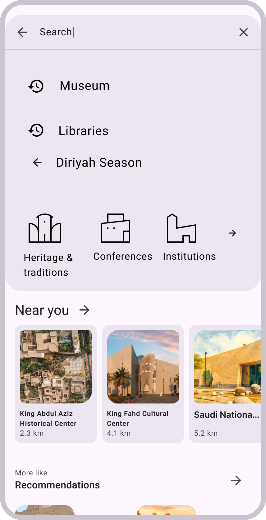 Search
Museum
Libraries
Diriyah Season
Heritage &
traditions
Conferences
Institutions
Near you
King Abdul Aziz
Historical Center
2.3 km
King Fahd Cultural
Center
4.1 km
Saudi Nationa...
5.2 km
More like
Recommendations